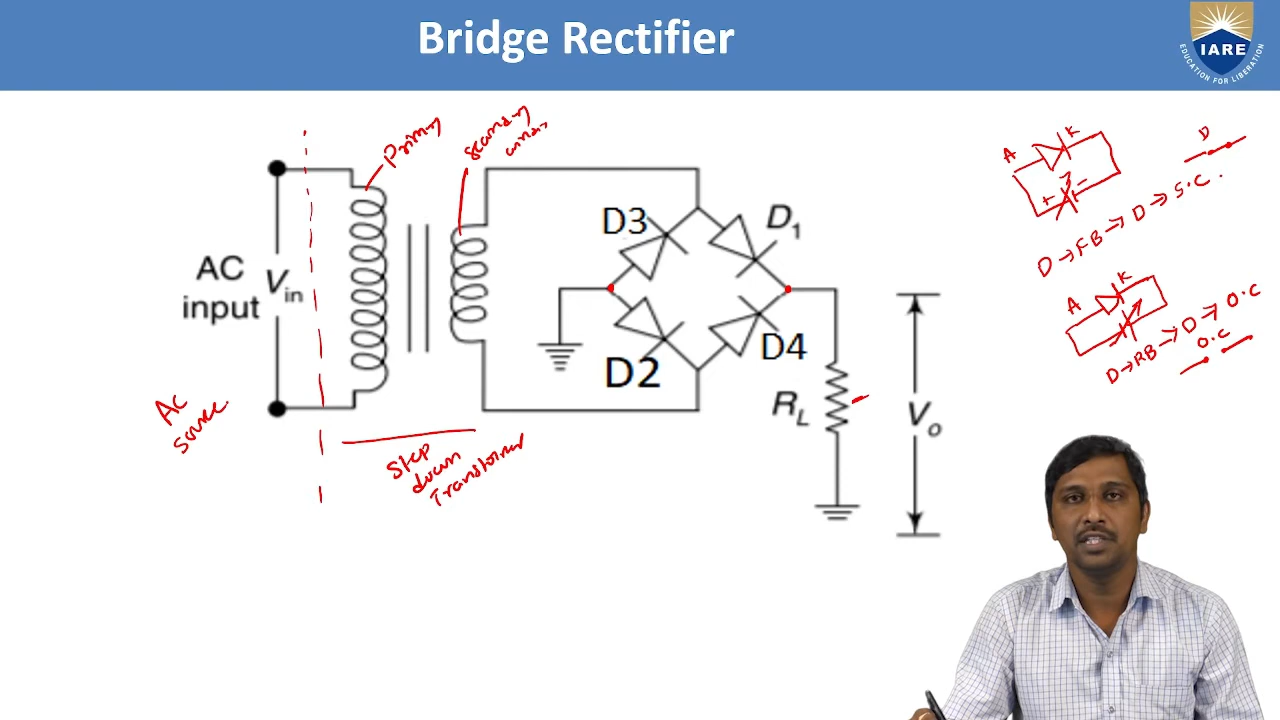 Bridge Rectifier
IARE
EDUCATION FOR LIBERATION
Primary
Secondary
D3
D1
AC
input
Vin
D2
D4
RL
Vo
AC
source
Step
down
Transformer
A
K
D
+
-
D→FB→D→S.C.
A
K
D→RB→D→O.C
O.C